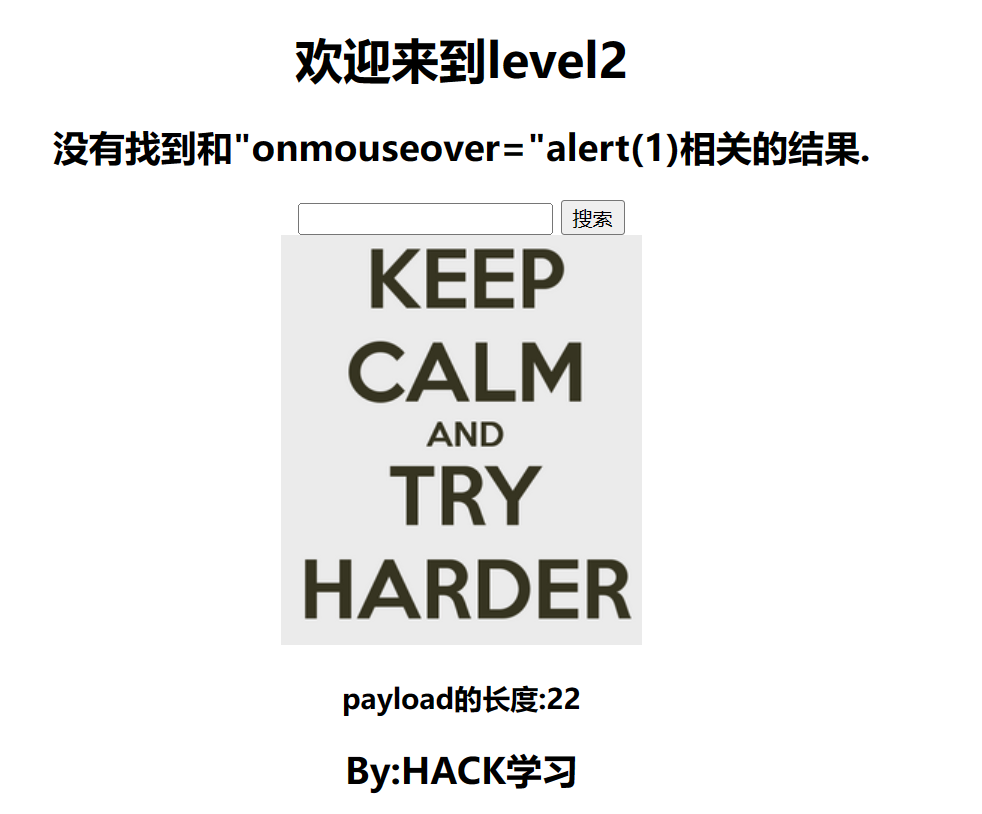 欢迎来到level2
没有找到和"onmouseover="alert(1)相关的结果.
搜索
KEEP
CALM
AND
TRY
HARDER
payload的长度:22
By:HACK学习